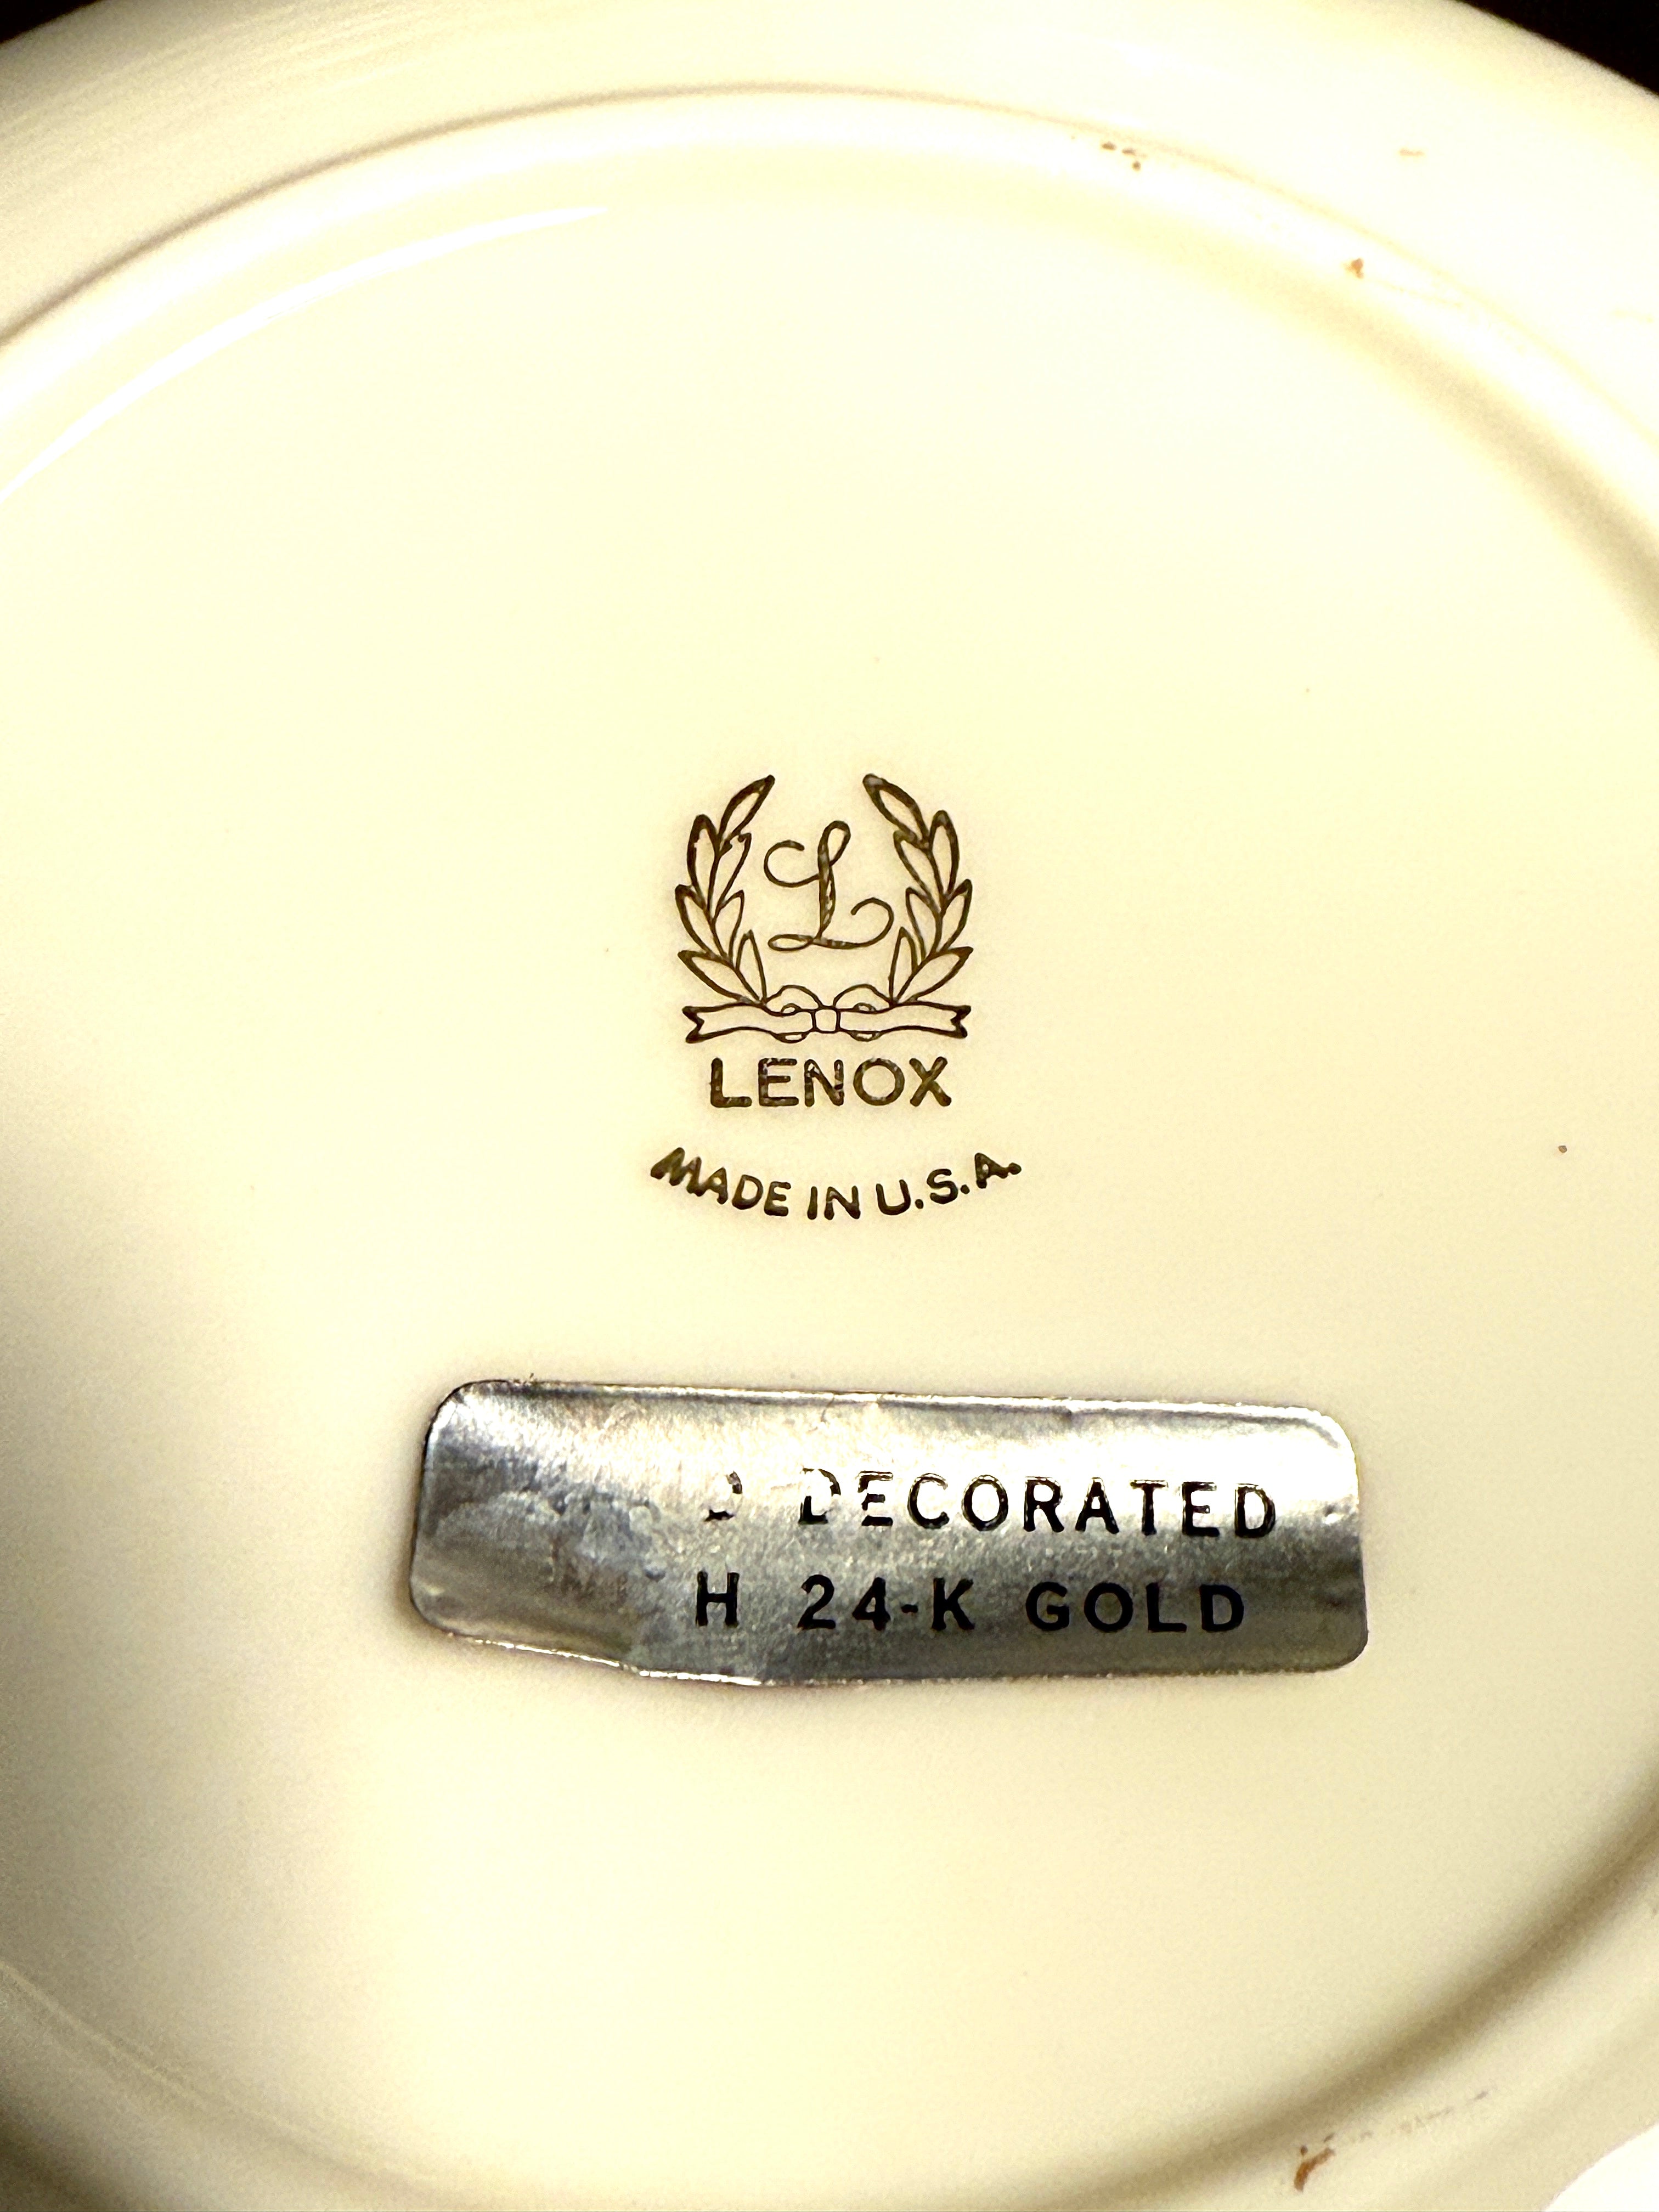 L
LENOX
MADE IN U.S.A.
DECORATED
H 24-K GOLD